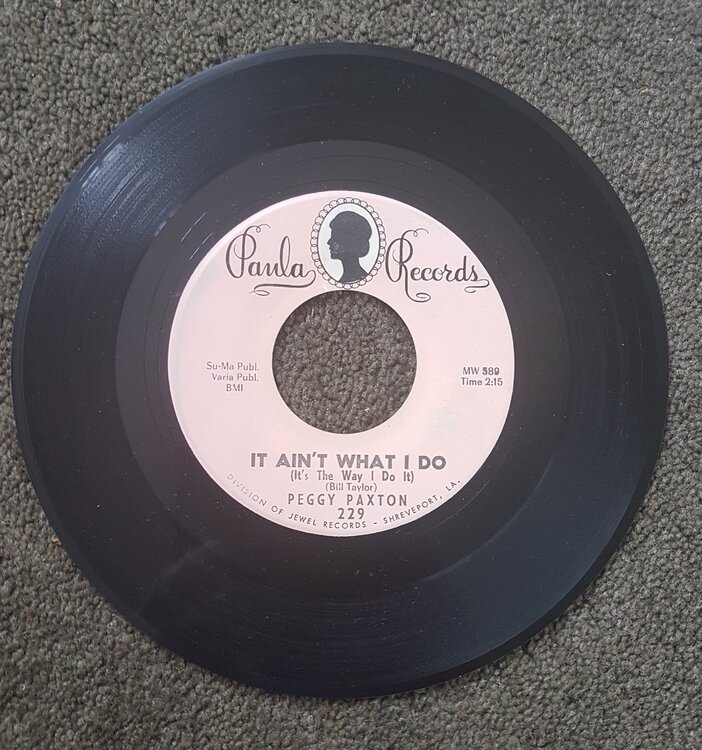 Paula Records
Su-Ma Publ.
Varia Publ.
BMI
MW 589
Time 2:15
IT AIN'T WHAT I DO
(It's The Way I Do It)
(Bill Taylor)
PEGGY PAXTON
229
DIVISION OF JEWEL RECORDS - SHREVEPORT, LA.